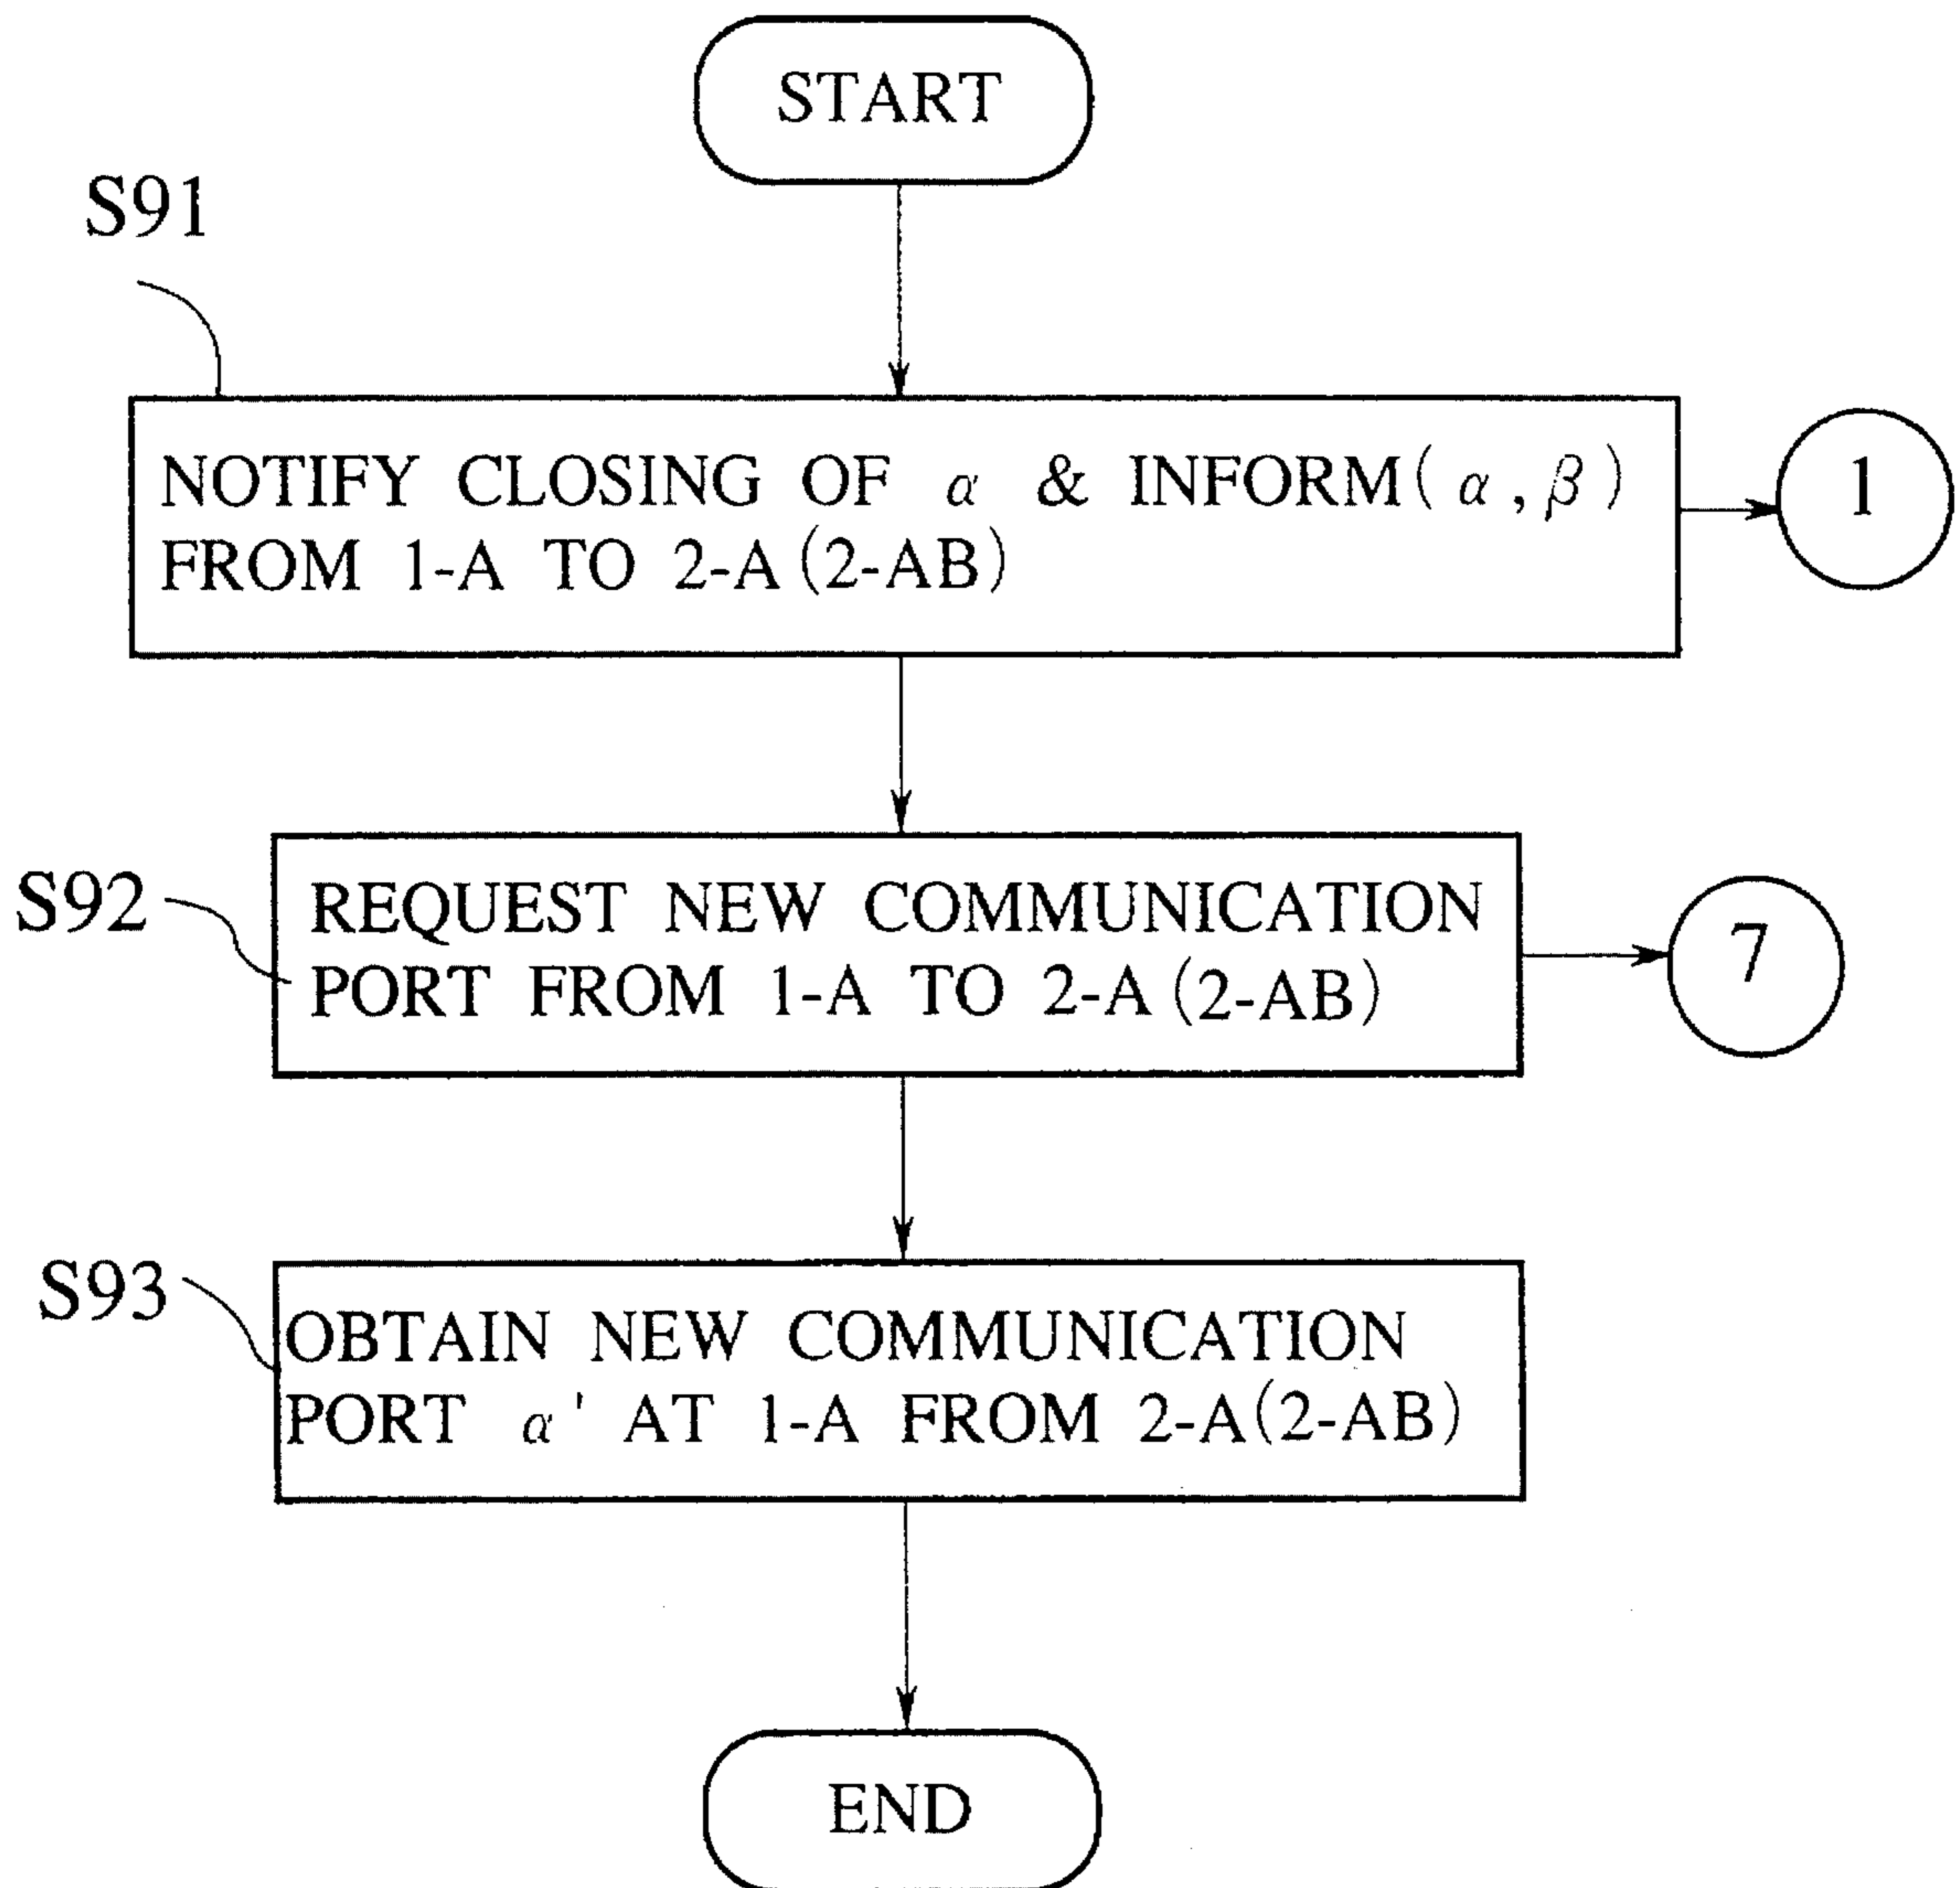 START
S91
NOTIFY CLOSING OF α & INFORM(α,β)
FROM 1-A TO 2-A(2-AB)
1
S92
REQUEST NEW COMMUNICATION
PORT FROM 1-A TO 2-A(2-AB)
7
S93
OBTAIN NEW COMMUNICATION
PORT α' AT 1-A FROM 2-A(2-AB)
END